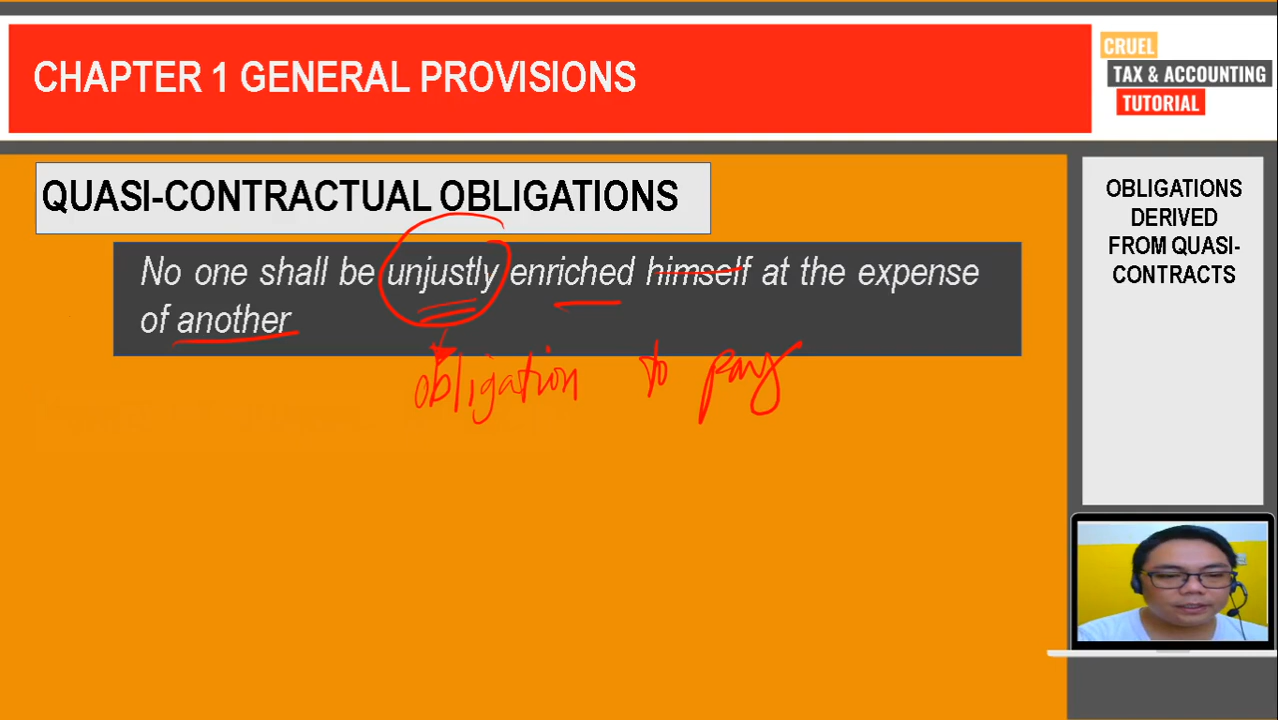 CHAPTER 1 GENERAL PROVISIONS
CRUEL
TAX & ACCOUNTING
TUTORIAL
QUASI-CONTRACTUAL OBLIGATIONS
No one shall be unjustly enriched himself at the expense
of another
obligation to pay
OBLIGATIONS
DERIVED
FROM QUASI-
CONTRACTS